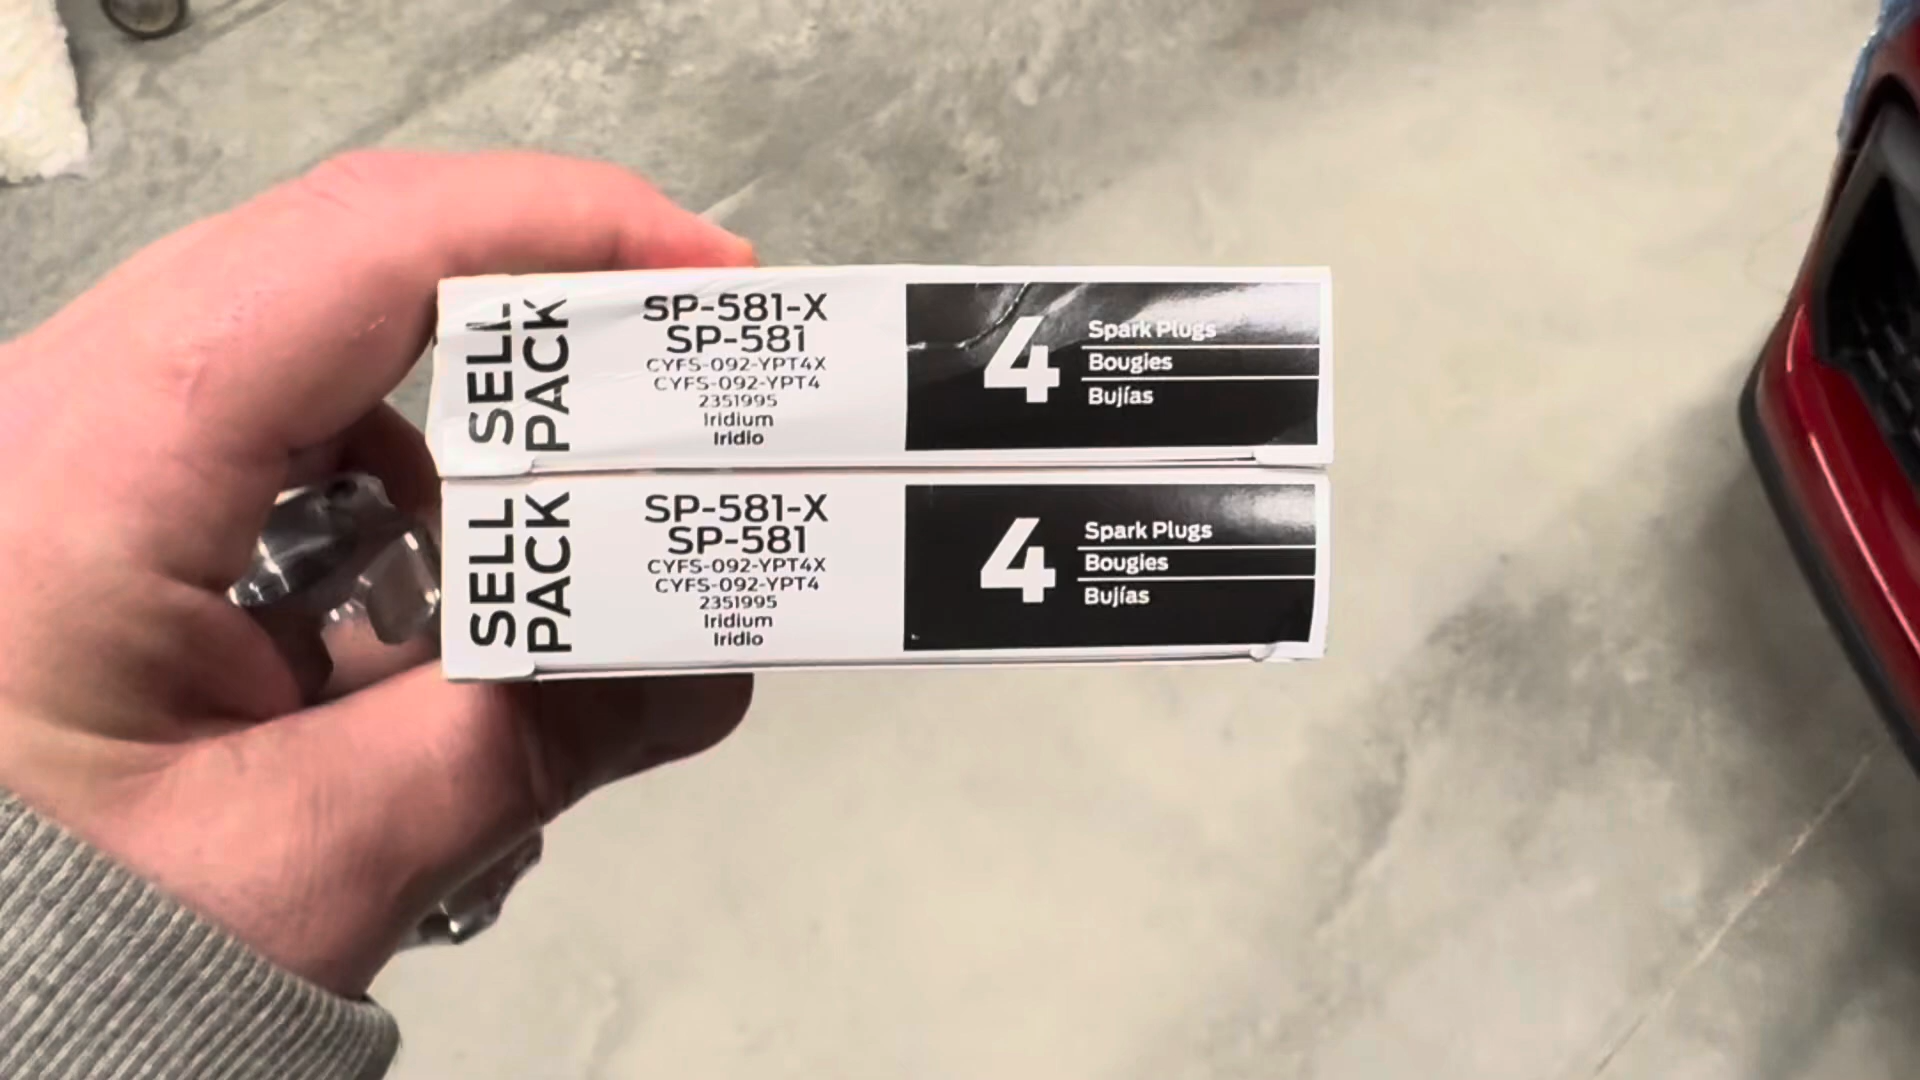 SELL
PACK
SP-581-X
SP-581
CYFS-092-YPT4X
CYFS-092-YPT4
2351995
Iridium
Iridio
4
Spark Plugs
Bougies
Bujías
SELL
PACK
SP-581-X
SP-581
CYFS-092-YPT4X
CYFS-092-YPT4
2351995
Iridium
Iridio
4
Spark Plugs
Bougies
Bujías